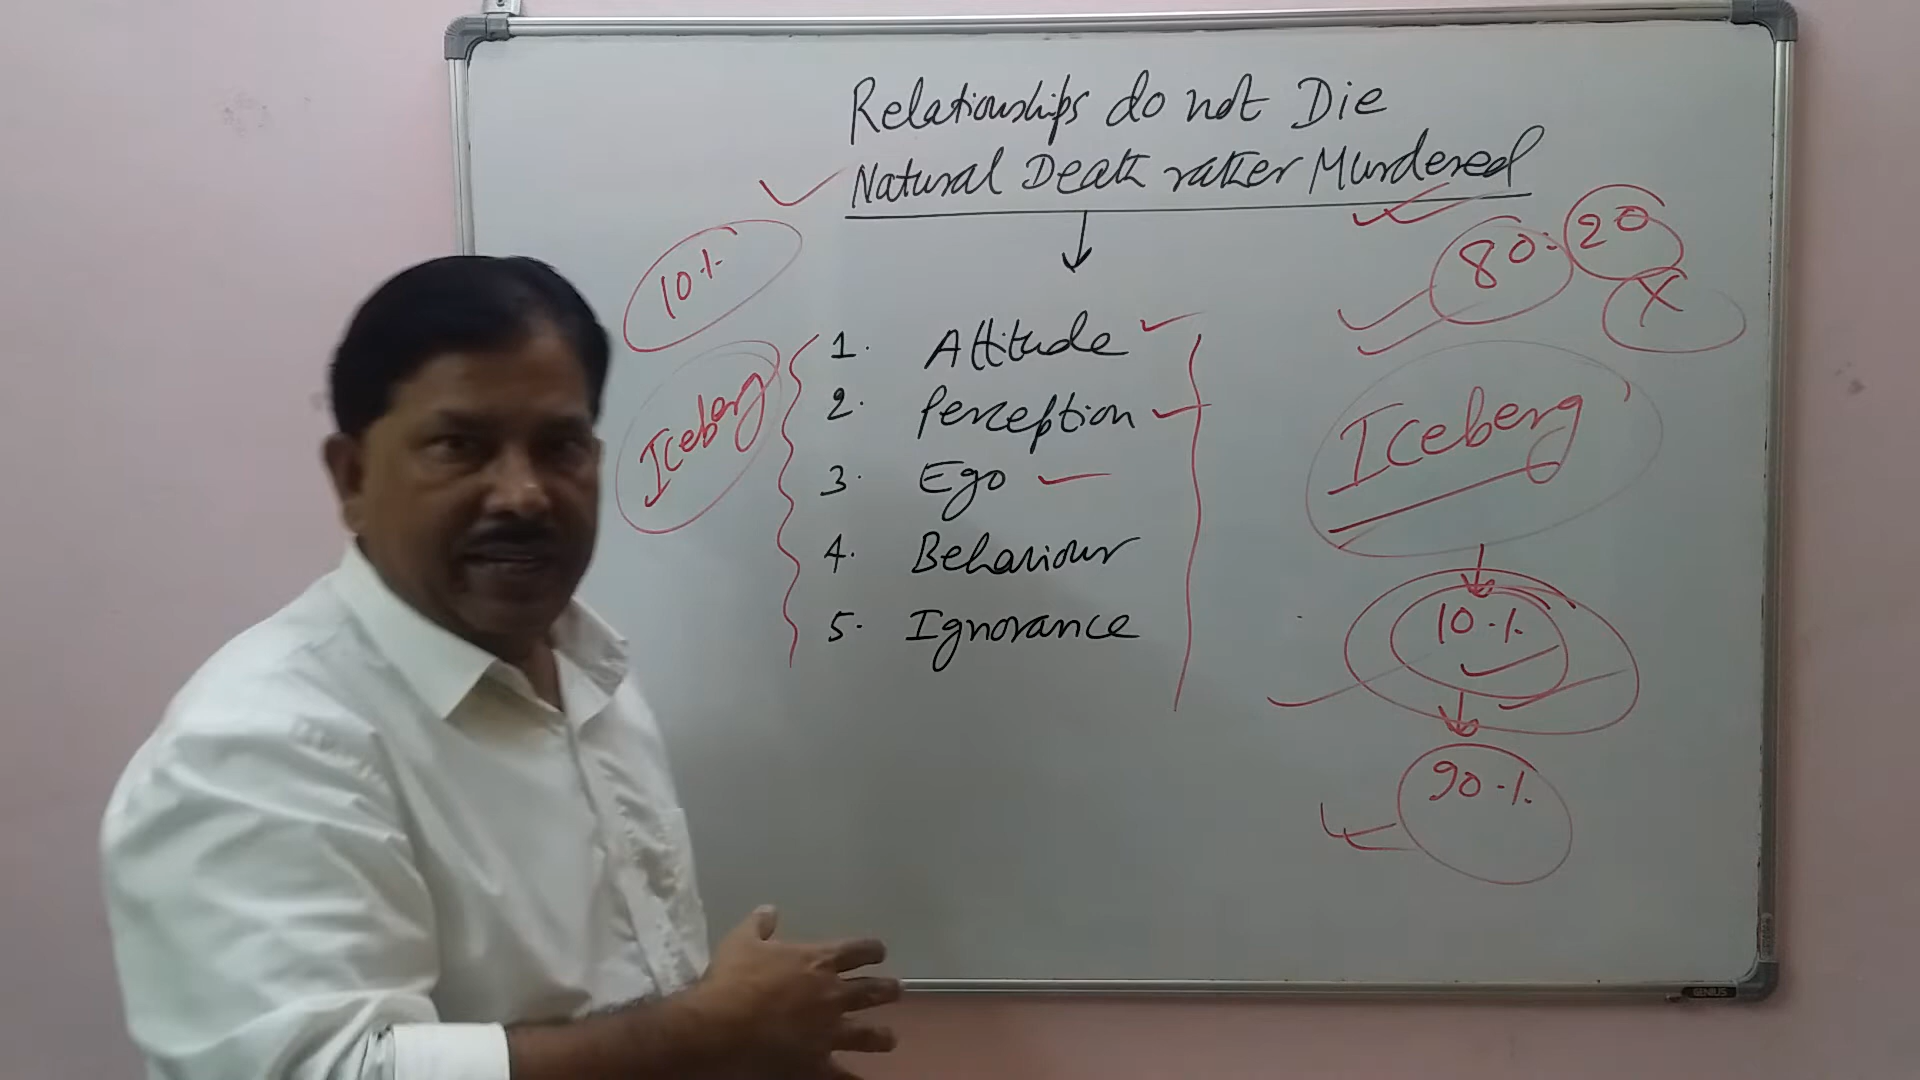 Relationships do not Die
Natural Death rather Murdered
10%
80:20
X
1. Attitude
2. Perception
3. Ego
4. Behaviour
5. Ignorance
Iceberg
Iceberg
10%
90%
GENIUS